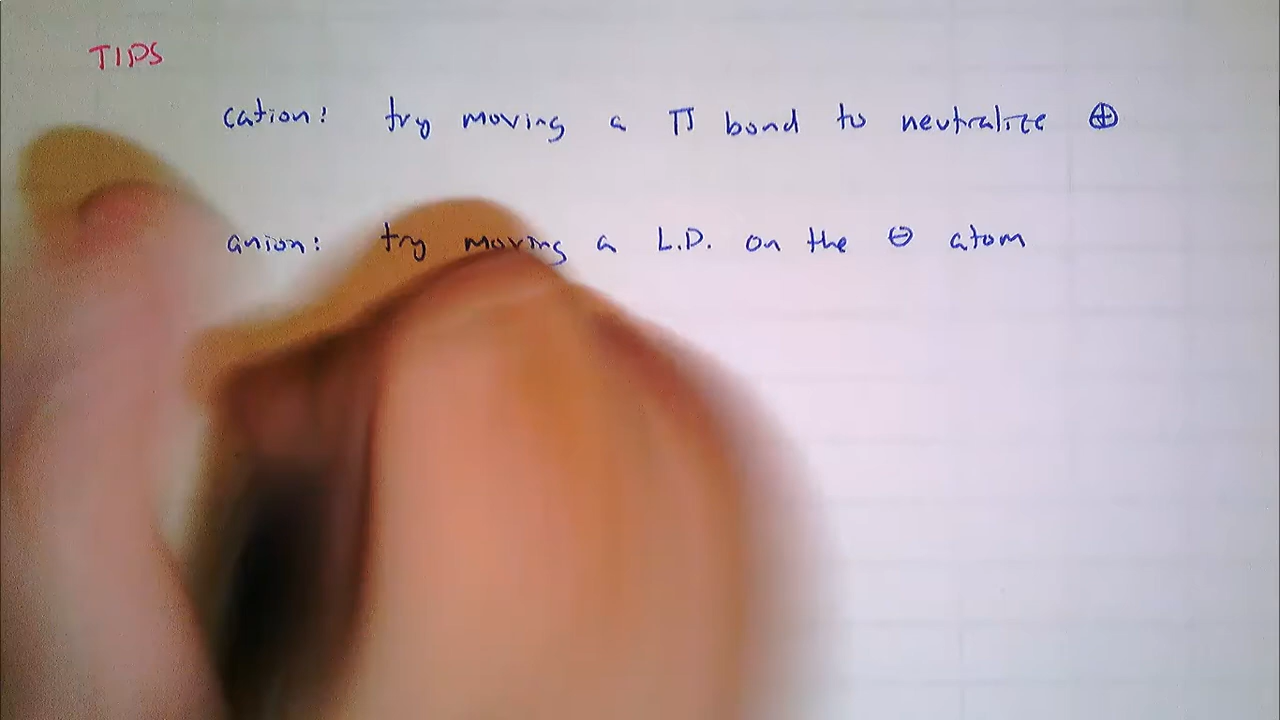 TIPS
cation: try moving a π bond to neutralize ⊕
anion: try moving a L.P. on the ⊖ atom